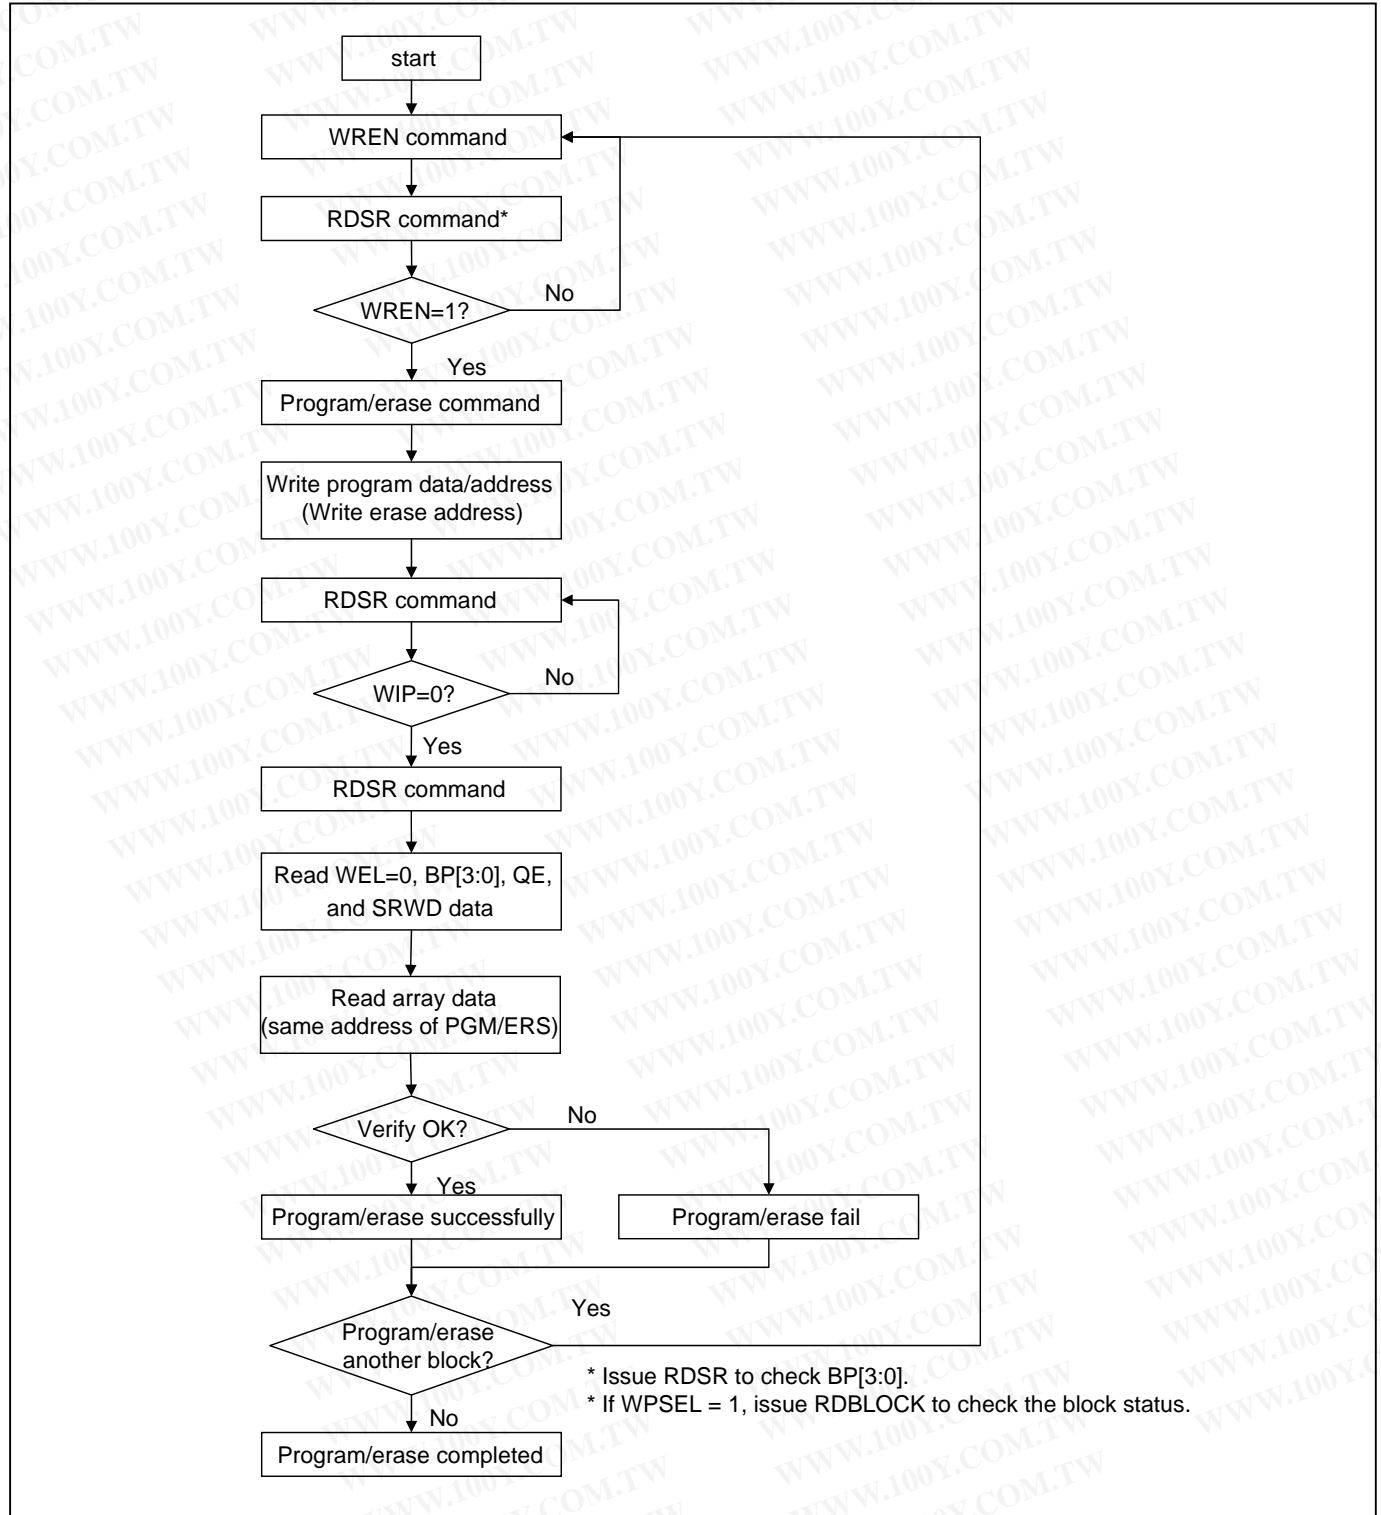 start
WREN command
RDSR command*
WREN=1?
No
Yes
Program/erase command
Write program data/address
(Write erase address)
RDSR command
WIP=0?
No
Yes
RDSR command
Read WEL=0, BP[3:0], QE,
and SRWD data
Read array data
(same address of PGM/ERS)
Verify OK?
No
Yes
Program/erase successfully
Program/erase fail
Yes
Program/erase
another block?
* Issue RDSR to check BP[3:0].
* If WPSEL = 1, issue RDBLOCK to check the block status.
No
Program/erase completed
WWW.100Y.COM.TW